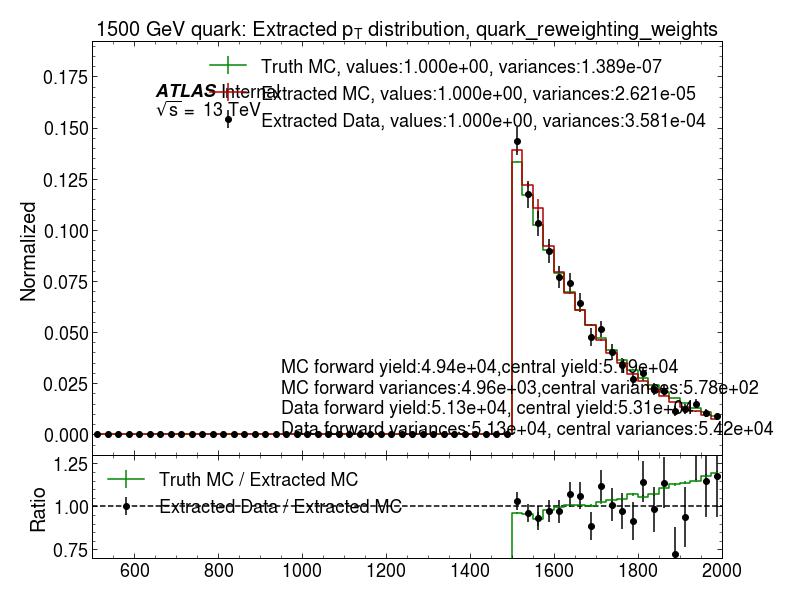 1500 GeV quark: Extracted pT distribution, quark_reweighting_weights
Truth MC, values:1.000e+00, variances:1.389e-07
Extracted MC, values:1.000e+00, variances:2.621e-05
Extracted Data, values:1.000e+00, variances:3.581e-04
ATLAS Internal
√s = 13 TeV
Normalized
0.175
0.150
0.125
0.100
0.075
0.050
0.025
0.000
MC forward yield:4.94e+04,central yield:5.19e+04
MC forward variances:4.96e+03,central variances:5.78e+02
Data forward yield:5.13e+04, central yield:5.31e+04
Data forward variances:5.13e+04, central variances:5.42e+04
Ratio
1.25
1.00
0.75
Truth MC / Extracted MC
Extracted Data / Extracted MC
600 800 1000 1200 1400 1600 1800 2000